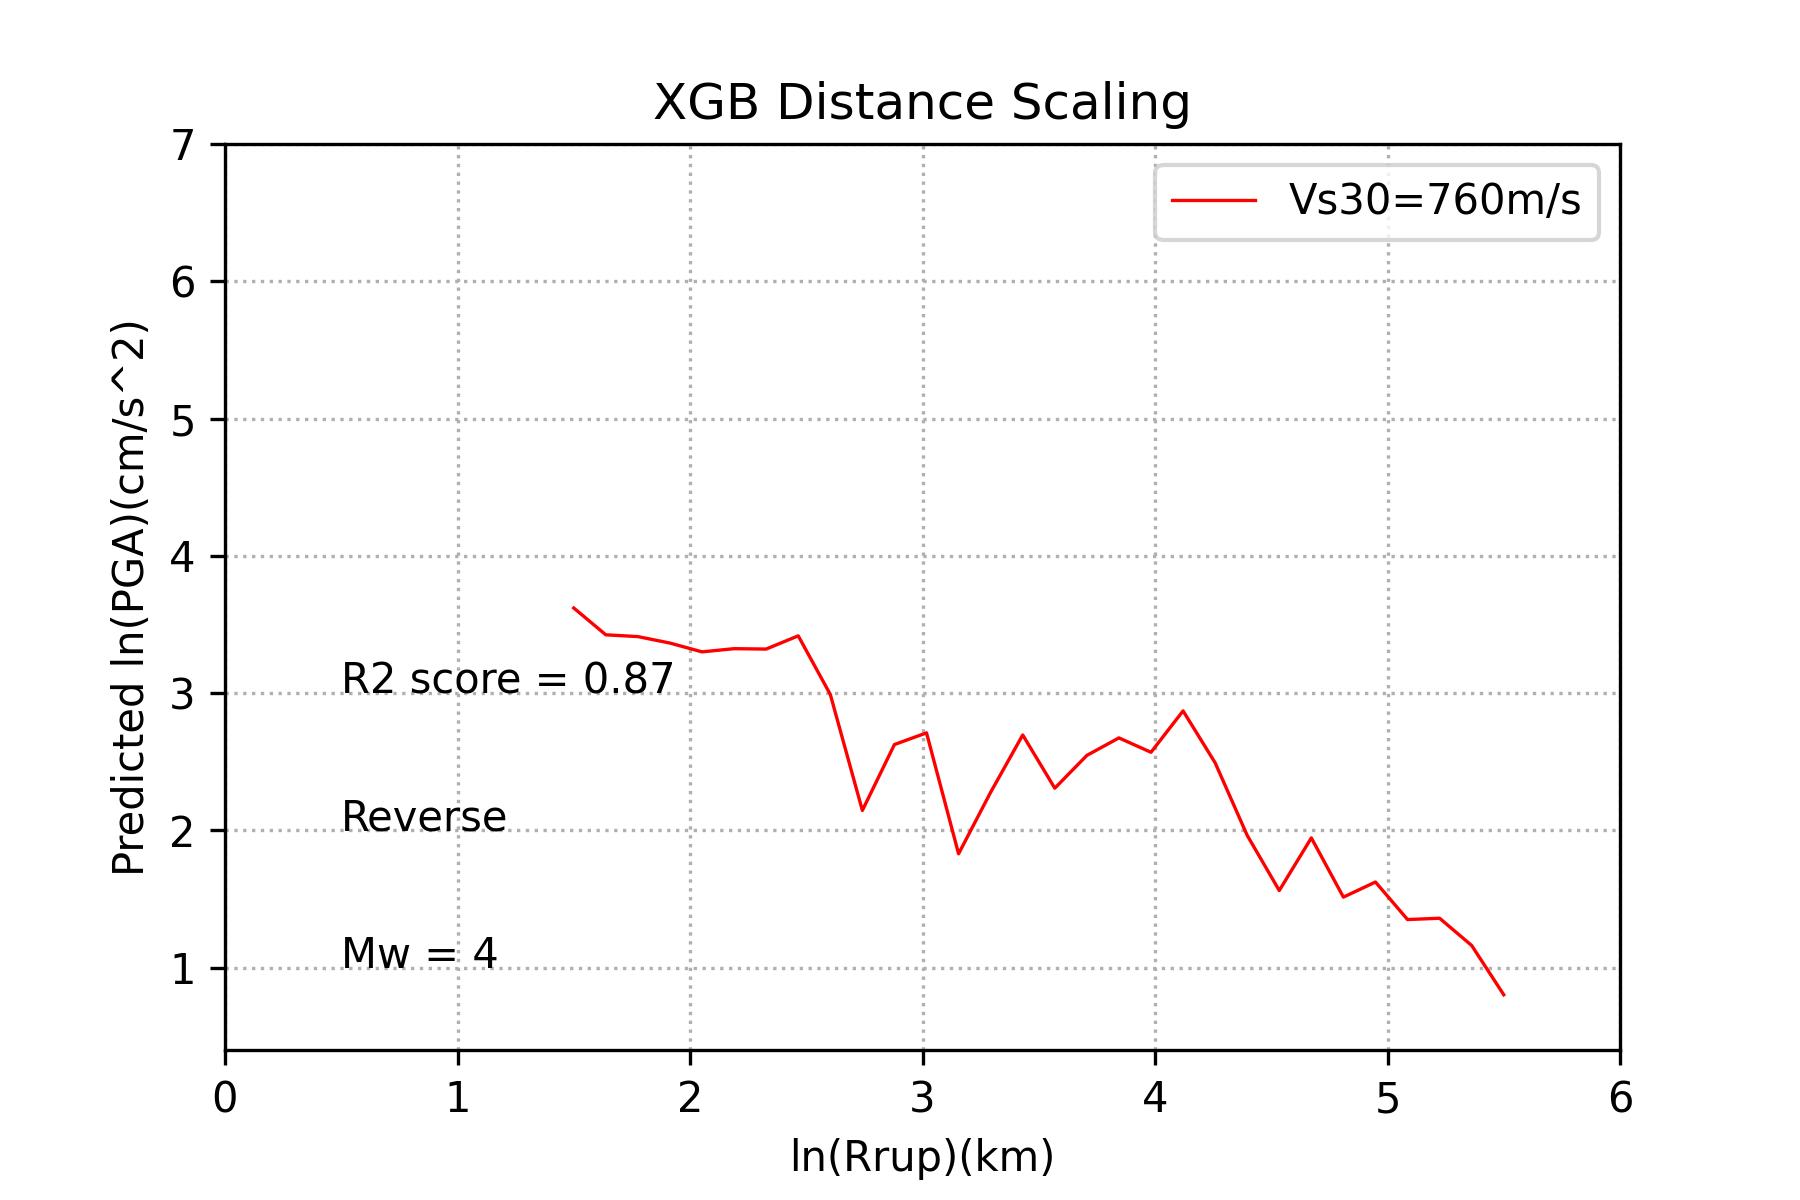 XGB Distance Scaling
Vs30=760m/s
Predicted ln(PGA)(cm/s^2)
7
6
5
4
3
2
1
R2 score = 0.87
Reverse
Mw = 4
0 1 2 3 4 5 6
ln(Rrup)(km)